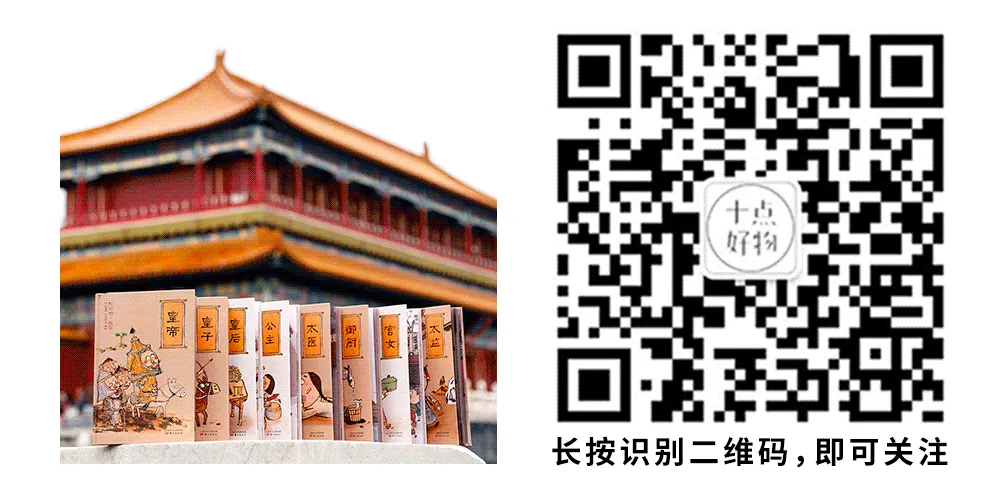 皇帝
皇子
皇后
公主
太医
御厨
宫女
太监
十点
好物
长按识别二维码，即可关注